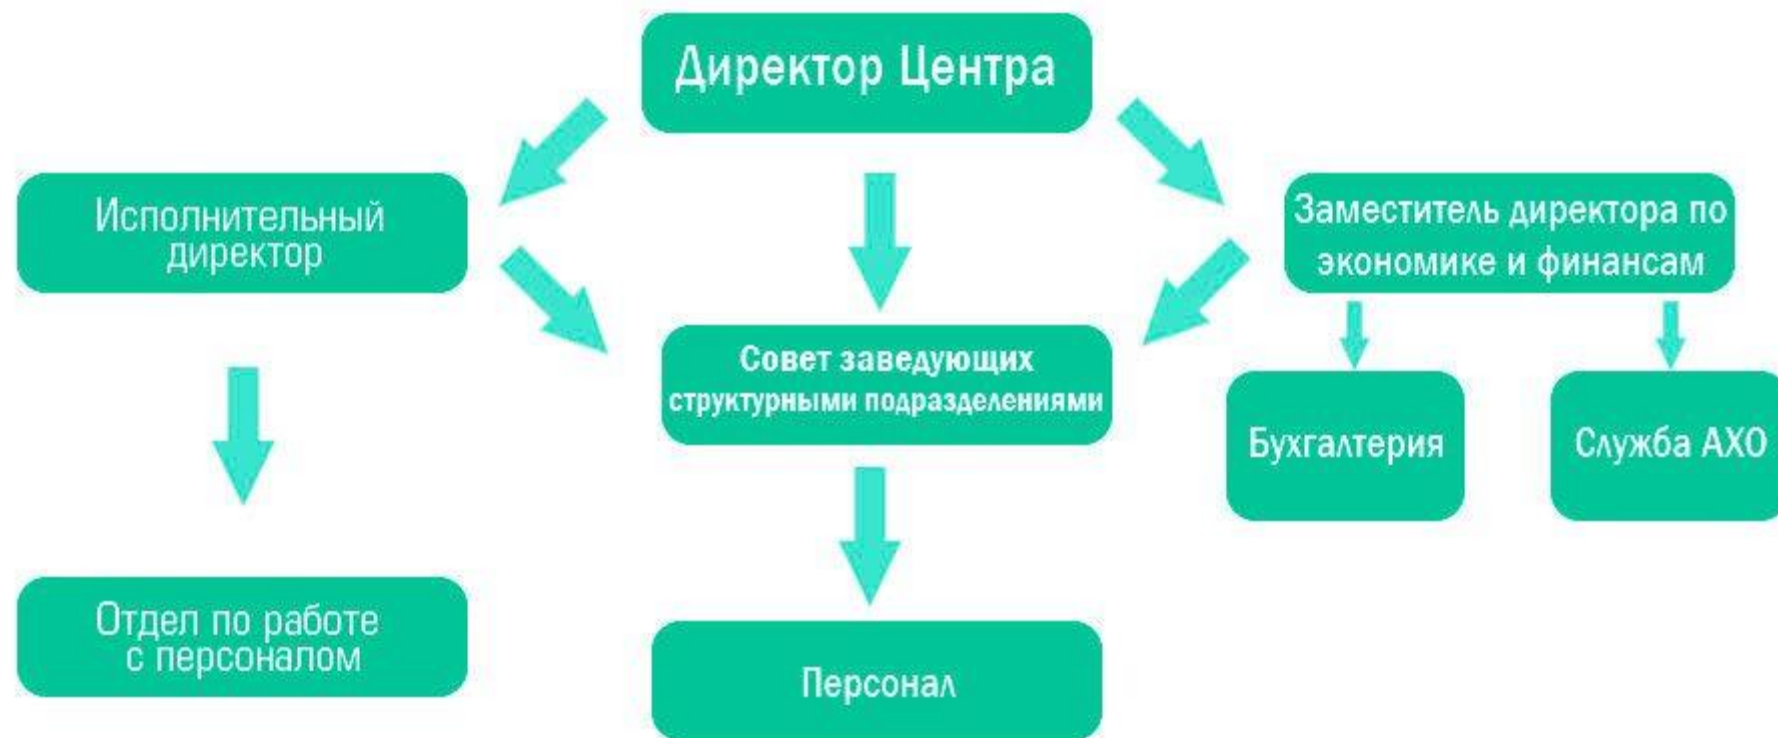 Директор Центра
Исполнительный
директор
Заместитель директора по
экономике и финансам
Совет заведующих
структурными подразделениями
Бухгалтерия
Служба АХО
Отдел по работе
с персоналом
Персонал